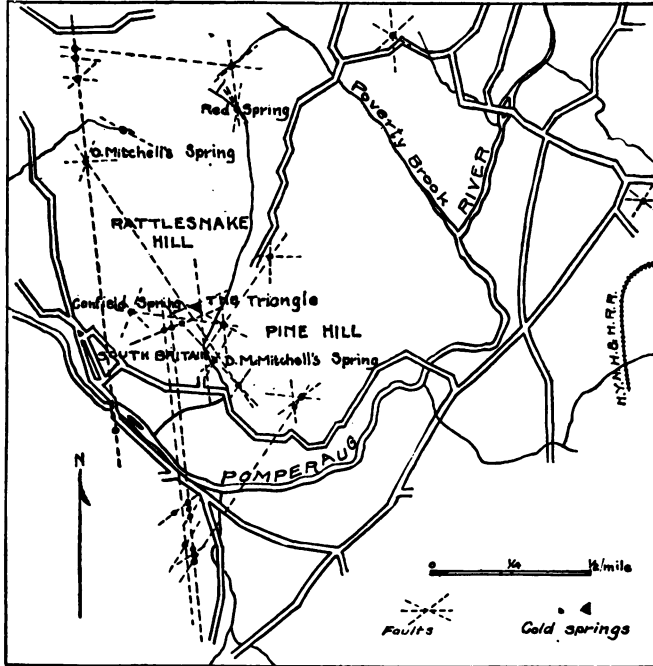 Poverty Brook
RIVER
Red Spring
D. Mitchell's Spring
RATTLESNAKE
HILL
Canfield Spring
The Triangle
PINE HILL
SOUTH BRITAIN
D. M. Mitchell's Spring
N.Y.N.H.& H.R.R.
POMPERAUG
N
0 1/4 1/2 mile
Faults
Cold springs